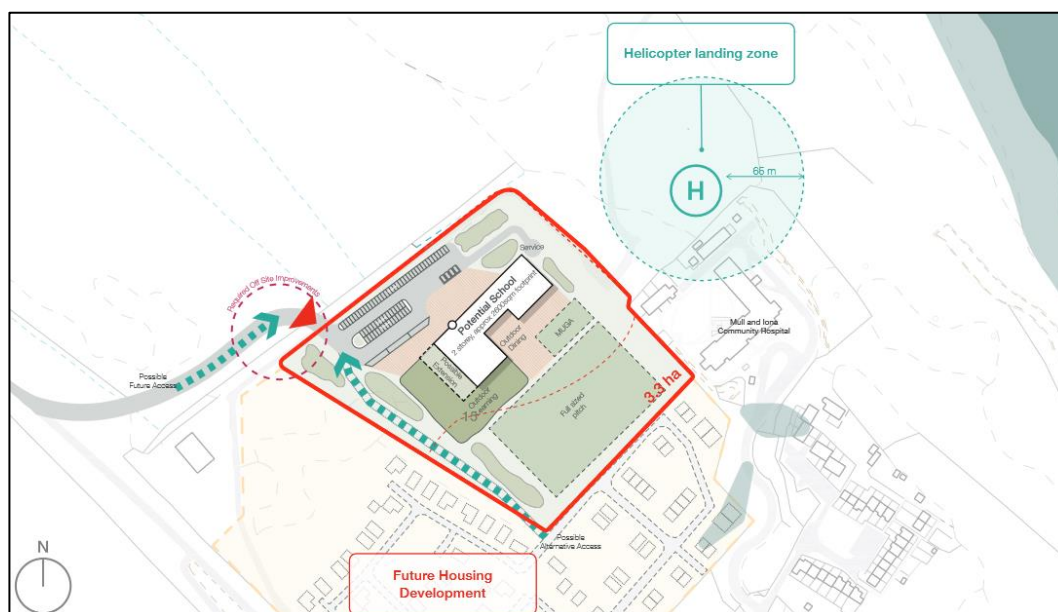 Helicopter landing zone
65 m
H
Required Off Site Improvements
Service
Potential School
2 storey, approx 2600sqm footprint
MUGA
Outdoor
Dining
Possible
Extension
Outdoor
Learning
Full sized
pitch
3.3 ha
Mull and Iona
Community Hospital
Possible
Future Access
Possible
Alternative Access
Future Housing
Development
N